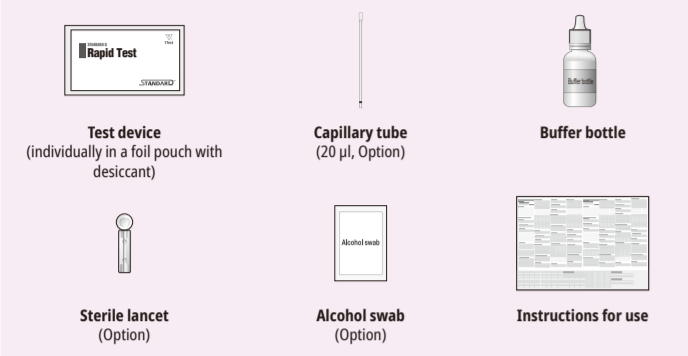 STANDARD Q
Rapid Test
1Test
STANDARD
Test device
(individually in a foil pouch with
desiccant)
Capillary tube
(20 μl, Option)
Buffer bottle
Buffer bottle
Sterile lancet
(Option)
Alcohol swab
Alcohol swab
(Option)
Instructions for use